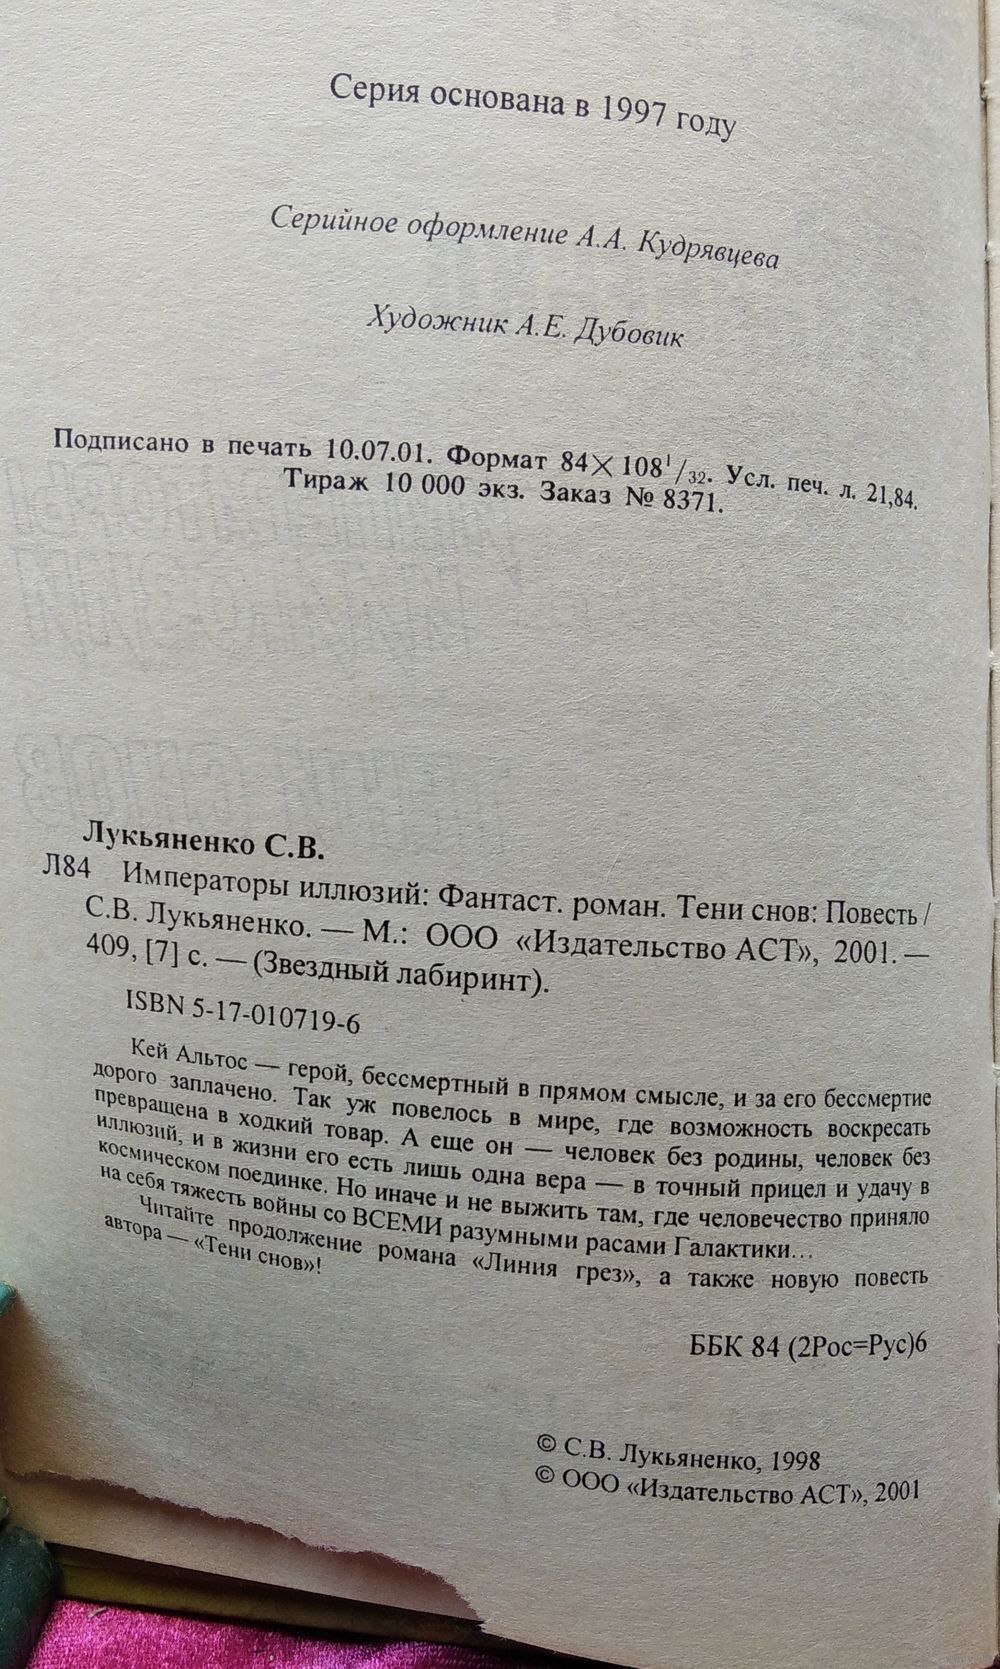 Серия основана в 1997 году
Серийное оформление А.А. Кудрявцева
Художник А.Е. Дубовик
Подписано в печать 10.07.01. Формат 84×108¹/₃₂. Усл. печ. л. 21,84.
Тираж 10 000 экз. Заказ № 8371.
Лукьяненко С.В.
Л84 Императоры иллюзий: Фантаст. роман. Тени снов: Повесть /
С.В. Лукьяненко. — М.: ООО «Издательство АСТ», 2001. —
409, [7] с. — (Звездный лабиринт).
ISBN 5-17-010719-6
Кей Альтос — герой, бессмертный в прямом смысле, и за его бессмертие
дорого заплачено. Так уж повелось в мире, где возможность воскресать
превращена в ходкий товар. А еще он — человек без родины, человек без
иллюзий, и в жизни его есть лишь одна вера — в точный прицел и удачу в
космическом поединке. Но иначе и не выжить там, где человечество приняло
на себя тяжесть войны со ВСЕМИ разумными расами Галактики...
Читайте продолжение романа «Линия грез», а также новую повесть
автора — «Тени снов»!
ББК 84 (2Рос=Рус)6
© С.В. Лукьяненко, 1998
© ООО «Издательство АСТ», 2001